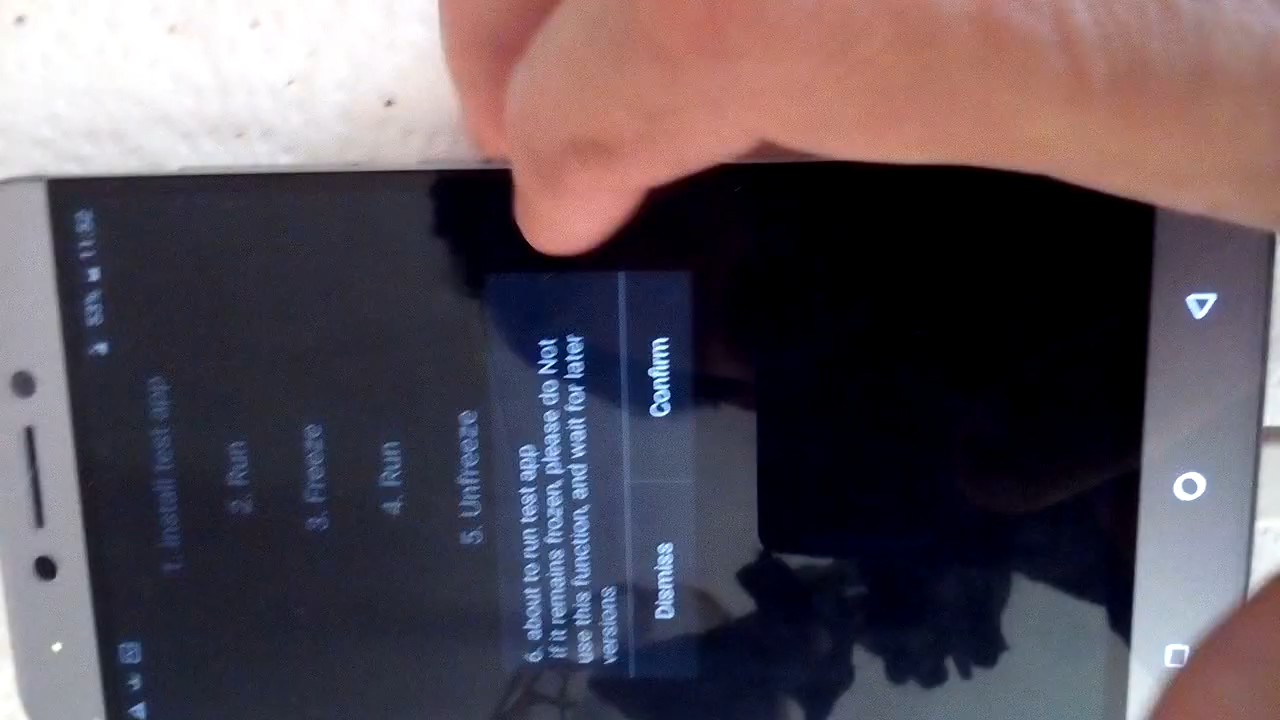 53% 11:32
1. Install test app
2. Run
3. Freeze
4. Run
5. Unfreeze
6. about to run test app
if it remains frozen, please do Not
use this function, and wait for later
versions
Dismiss Confirm